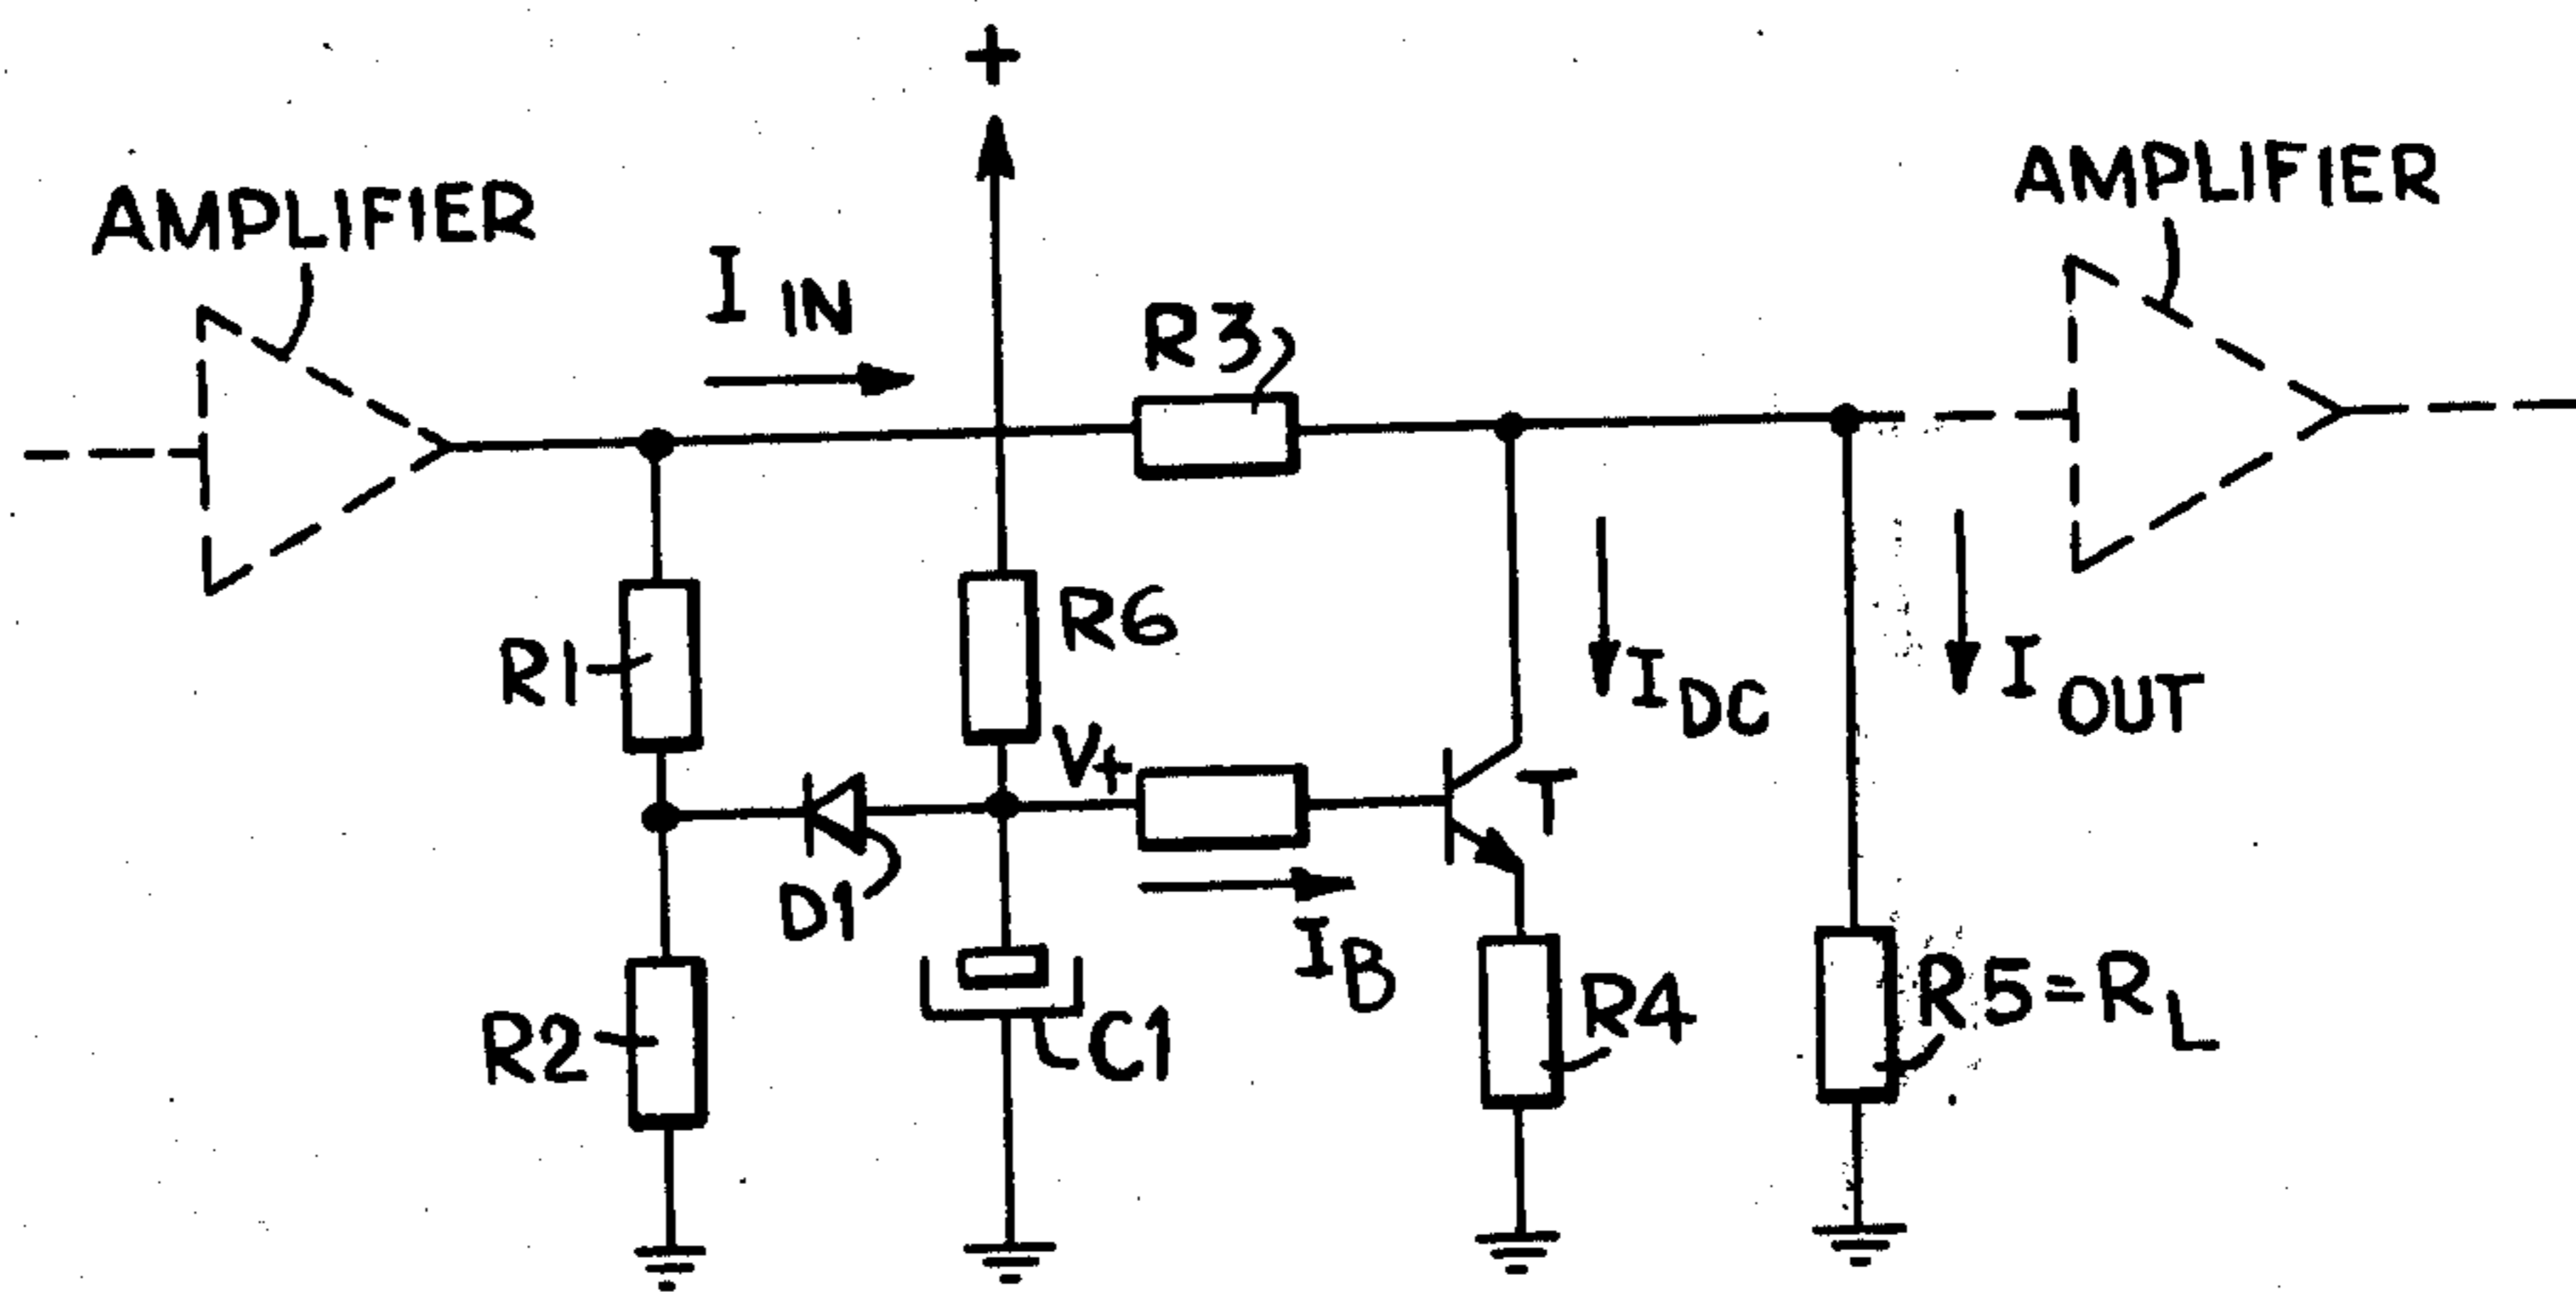 +
AMPLIFIER
AMPLIFIER
I IN
R3
R1
R6
V+
I DC
I OUT
T
D1
I B
R2
C1
R4
R5=RL